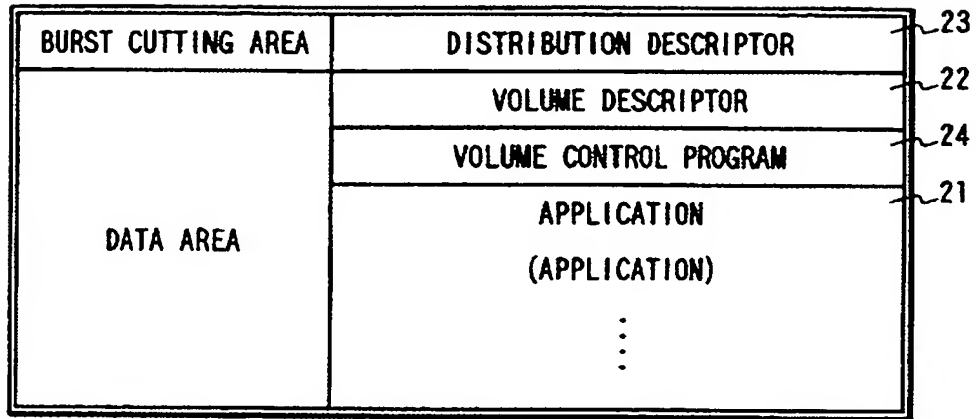 BURST CUTTING AREA DISTRIBUTION DESCRIPTOR 23
VOLUME DESCRIPTOR 22
VOLUME CONTROL PROGRAM 24
DATA AREA
APPLICATION 21
(APPLICATION)